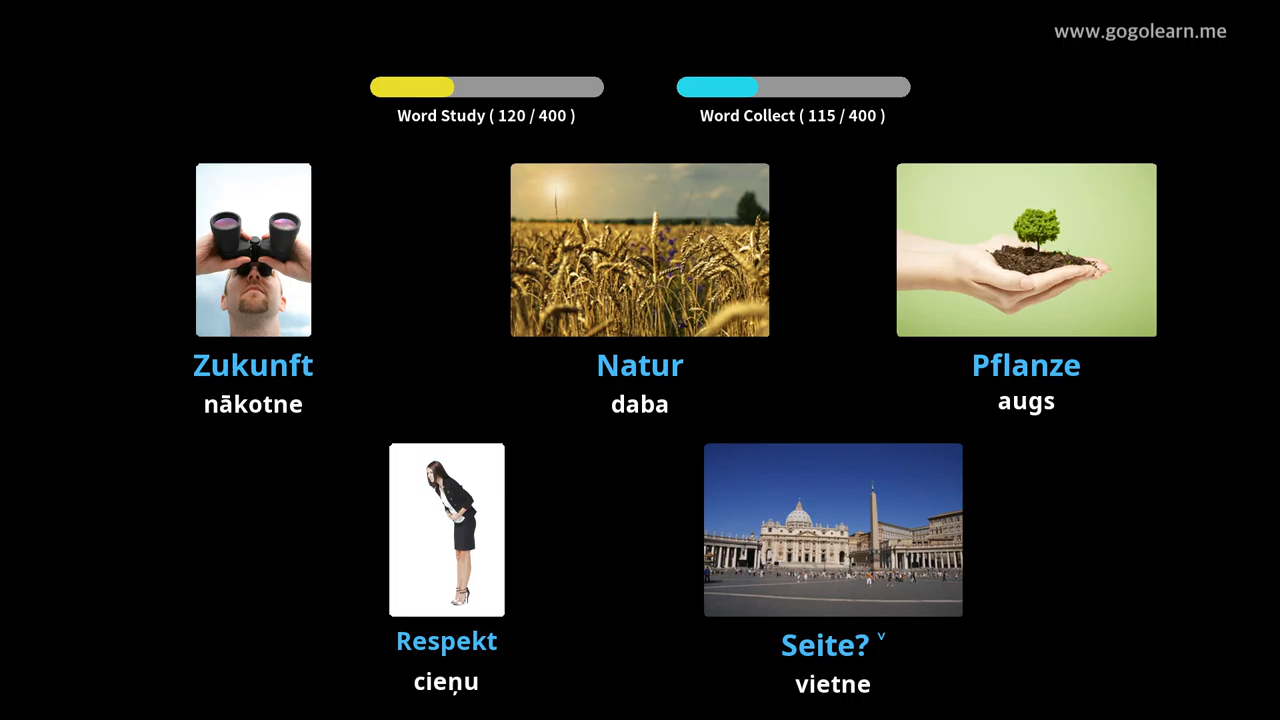 www.gogolearn.me
Word Study ( 120 / 400 )
Word Collect ( 115 / 400 )
Zukunft
nākotne
Natur
daba
Pflanze
augs
Respekt
cieņu
Seite? ᵛ
vietne